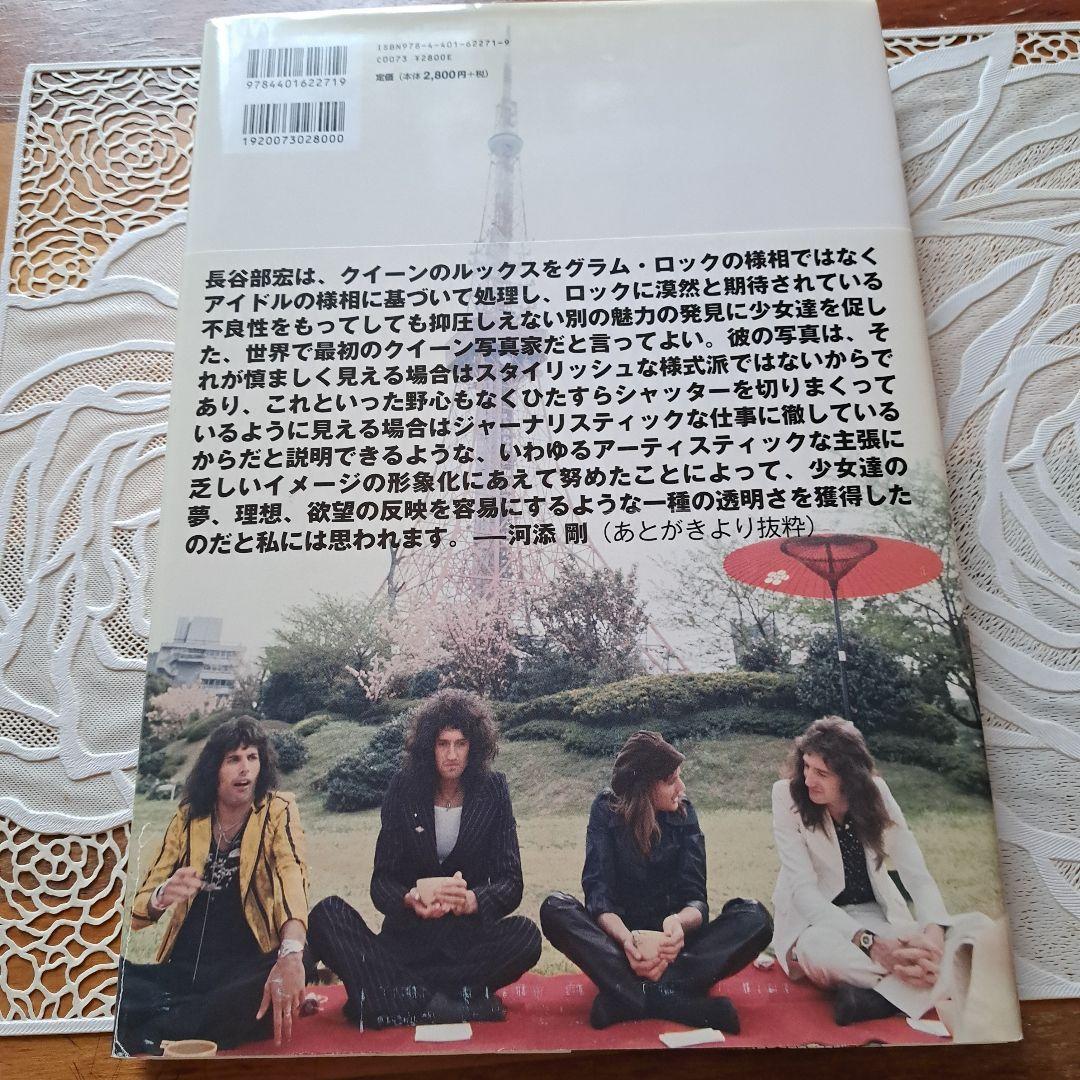 ISBN978-4-401-62271-9
C0073 ¥2800E
定価（本体2,800円+税）
9784401622719
1920073028000
長谷部宏は、クイーンのルックスをグラム・ロックの様相ではなく
アイドルの様相に基づいて処理し、ロックに漠然と期待されている
不良性をもってしても抑圧しえない別の魅力の発見に少女達を促し
た、世界で最初のクイーン写真家だと言ってよい。彼の写真は、そ
れが慎ましく見える場合はスタイリッシュな様式派ではないからで
あり、これといった野心もなくひたすらシャッターを切りまくって
いるように見える場合はジャーナリスティックな仕事に徹している
からだと説明できるような、いわゆるアーティスティックな主張に
乏しいイメージの形象化にあえて努めたことによって、少女達の
夢、理想、欲望の反映を容易にするような一種の透明さを獲得した
のだと私には思われます。──河添 剛（あとがきより抜粋）